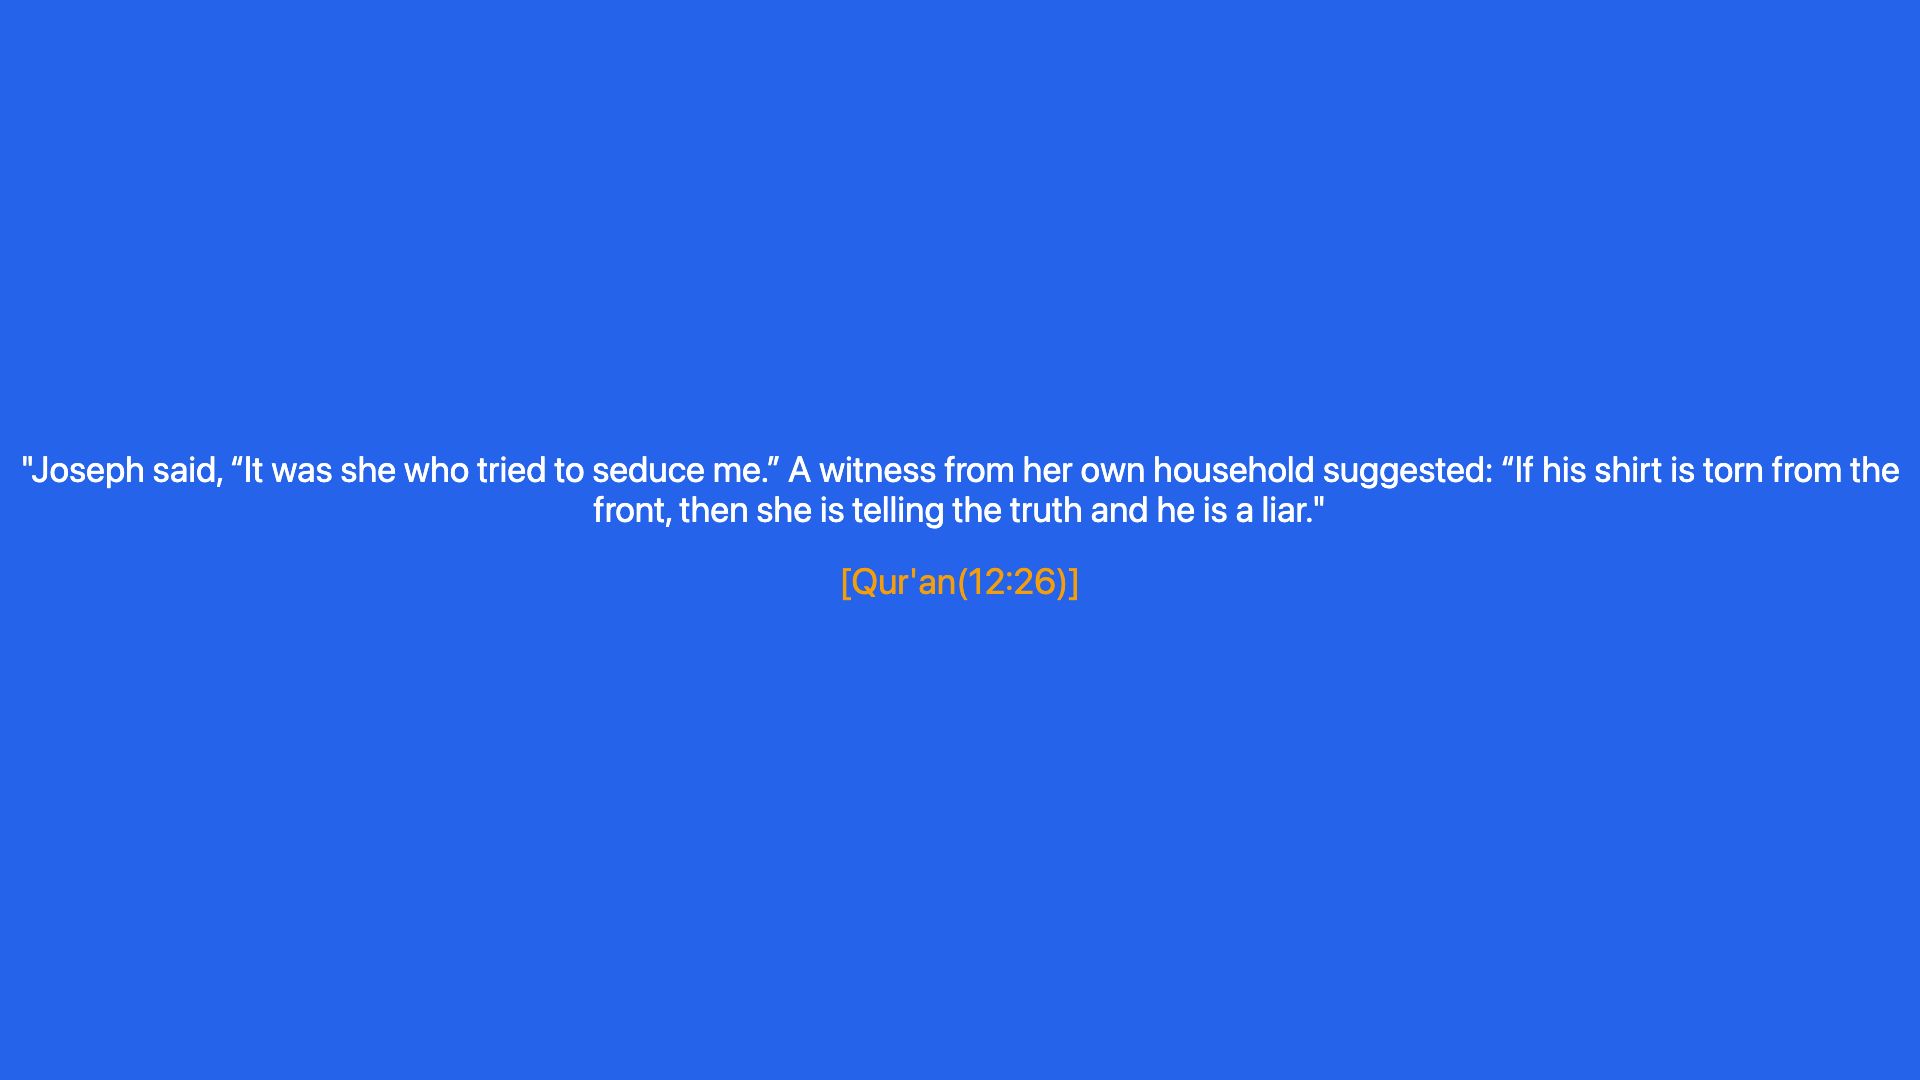 "Joseph said, “It was she who tried to seduce me.” A witness from her own household suggested: “If his shirt is torn from the
front, then she is telling the truth and he is a liar."
[Qur'an(12:26)]